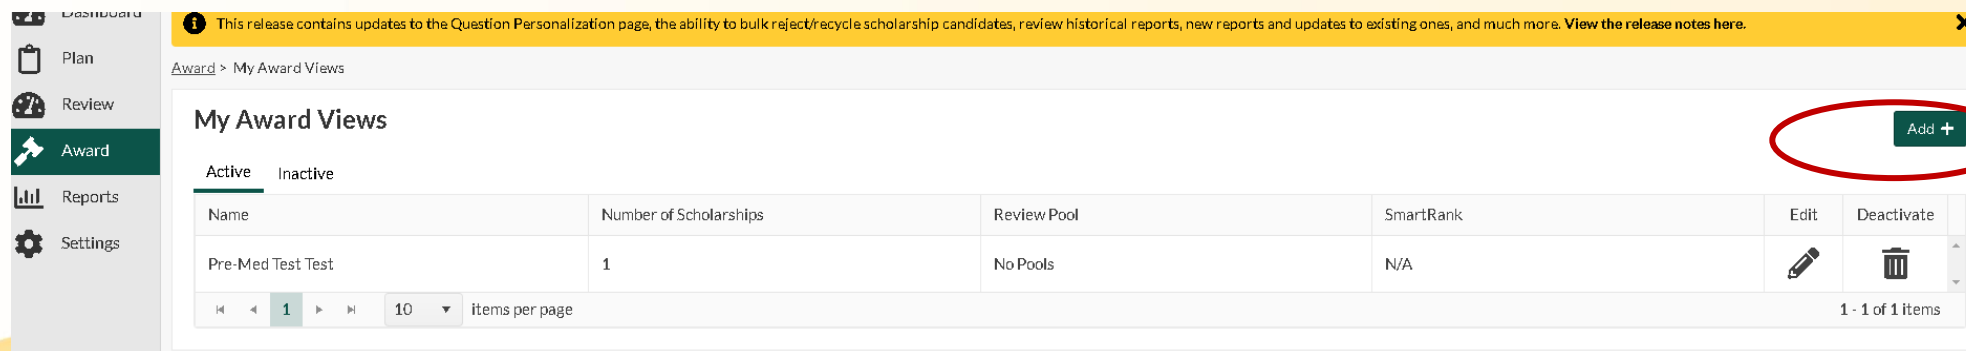 Dashboard
This release contains updates to the Question Personalization page, the ability to bulk reject/recycle scholarship candidates, review historical reports, new reports and updates to existing ones, and much more. View the release notes here.
Plan
Award > My Award Views
Review
My Award Views
Add +
Award
Active Inactive
Reports
Name Number of Scholarships Review Pool SmartRank Edit Deactivate
Settings
Pre-Med Test Test 1 No Pools N/A
1 10 items per page 1 - 1 of 1 items